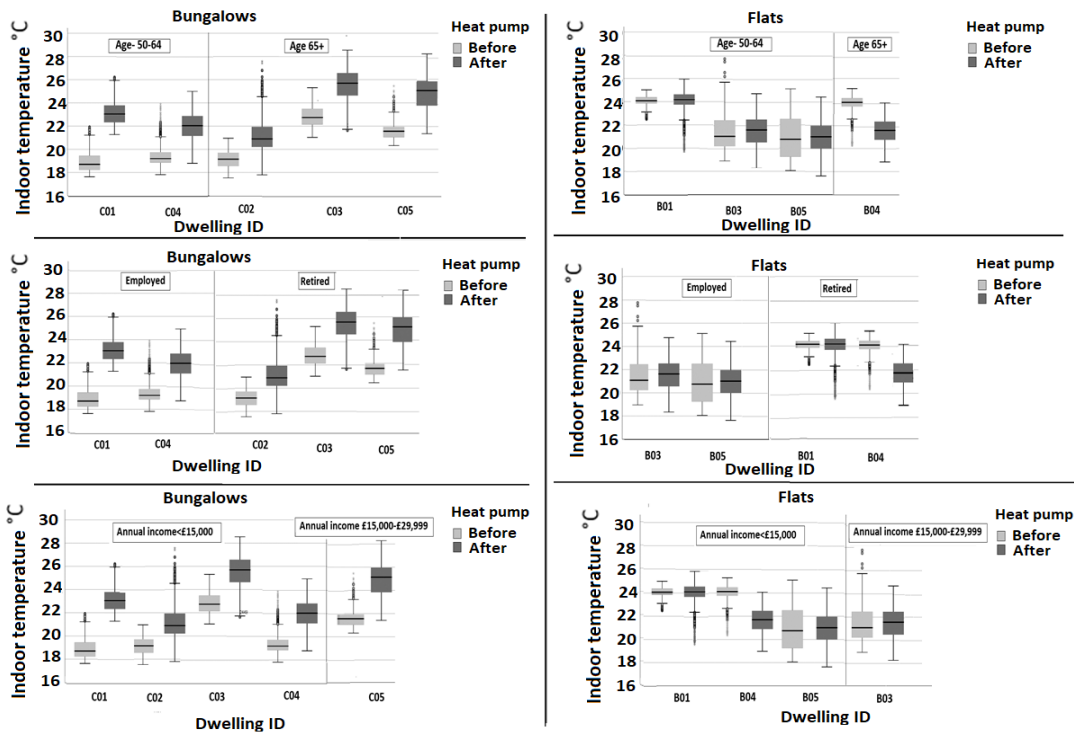 Bungalows
Heat pump
Before
After
Indoor temperature °C
30
28
26
24
22
20
18
16
Age- 50-64
Age 65+
C01
C04
C02
C03
C05
Dwelling ID
Flats
Heat pump
Before
After
Indoor temperature °C
30
28
26
24
22
20
18
16
Age- 50-64
Age 65+
B01
B03
B05
B04
Dwelling ID
Bungalows
Heat pump
Before
After
Indoor temperature °C
30
28
26
24
22
20
19
18
16
Employed
Retired
C01
C04
C02
C03
C05
Dwelling ID
Flats
Heat pump
Before
After
Indoor temperature °C
30
28
26
24
22
20
18
16
Employed
Retired
B03
B05
B01
B04
Dwelling ID
Bungalows
Heat pump
Before
After
Indoor temperature °C
30
28
26
24
22
20
18
16
Annual income<£15,000
Annual income £15,000-£29,999
C01
C02
C03
C04
C05
Dwelling ID
Flats
Heat pump
Before
After
Indoor temperature °C
30
28
26
24
22
20
18
16
Annual income<£15,000
Annual income £15,000-£29,999
B01
B04
B05
B03
Dwelling ID